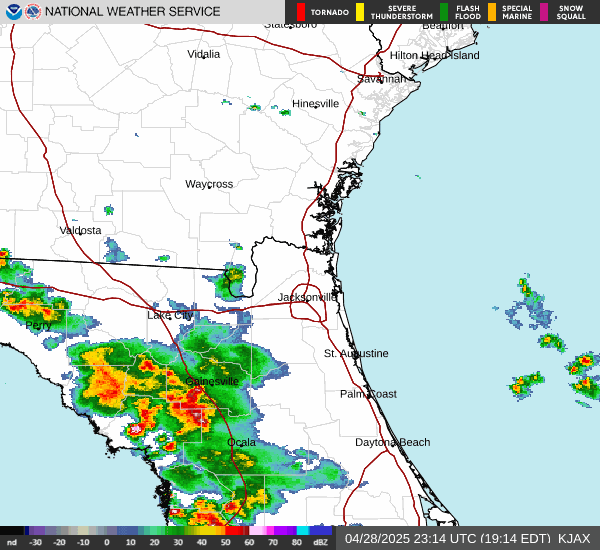 NATIONAL WEATHER SERVICE
TORNADO
SEVERE THUNDERSTORM
FLASH FLOOD
SPECIAL MARINE
SNOW SQUALL
Statesboro
Beaufort
Vidalia
Hilton Head Island
Savannah
Hinesville
Waycross
Valdosta
Jacksonville
Lake City
Perry
St. Augustine
Gainesville
Palm Coast
Ocala
Daytona Beach
nd -30 -20 -10 0 10 20 30 40 50 60 70 80 dBZ
04/28/2025 23:14 UTC (19:14 EDT) KJAX